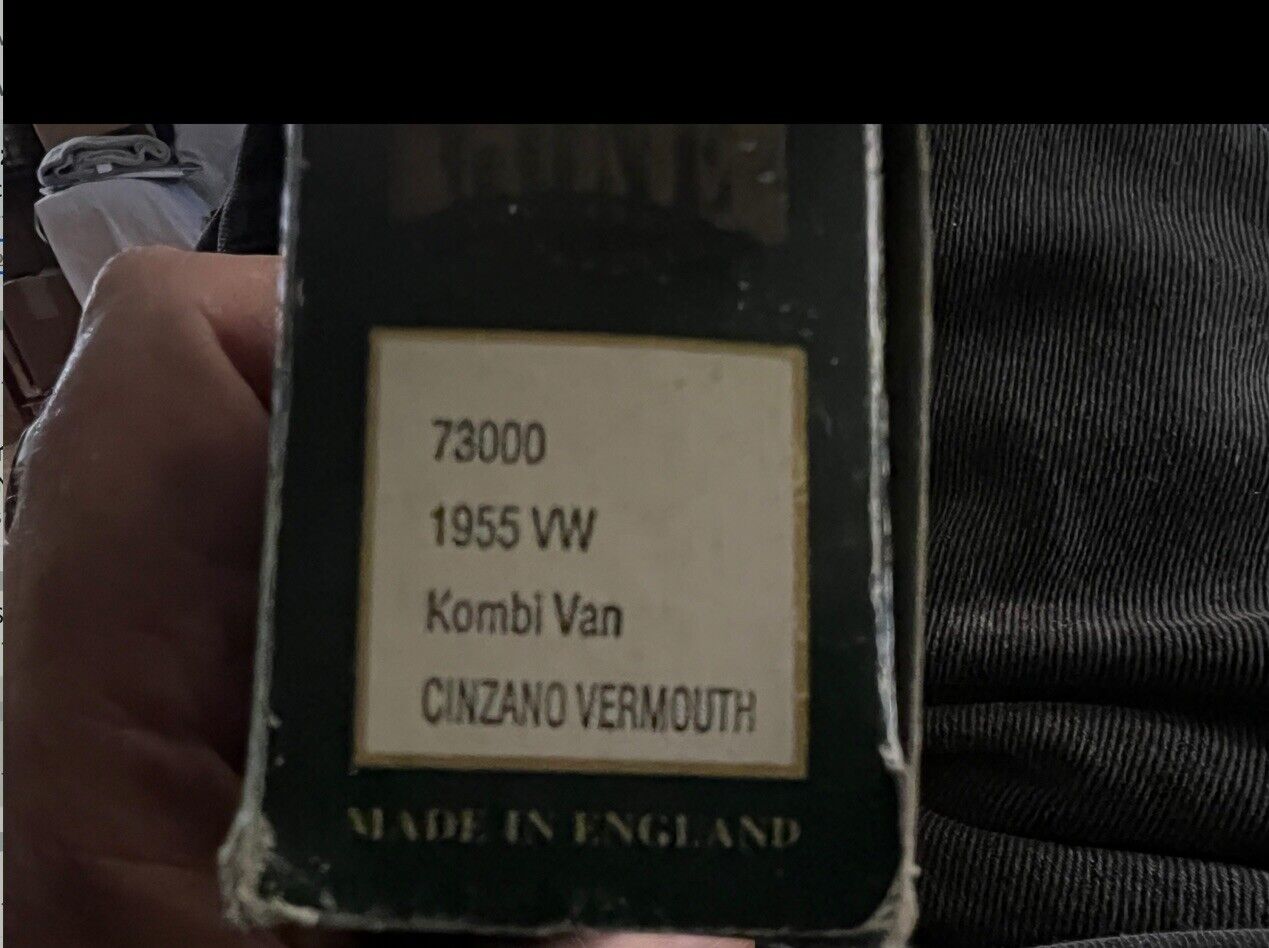 73000
1955 VW
Kombi Van
CINZANO VERMOUTH
MADE IN ENGLAND